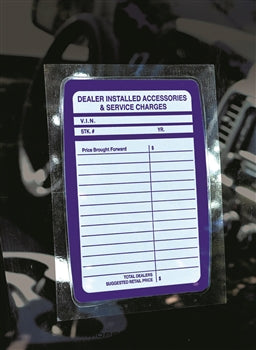 DEALER INSTALLED ACCESSORIES
& SERVICE CHARGES
V.I.N.
STK. # YR.
Price Brought Forward $
TOTAL DEALERS
SUGGESTED RETAIL PRICE $